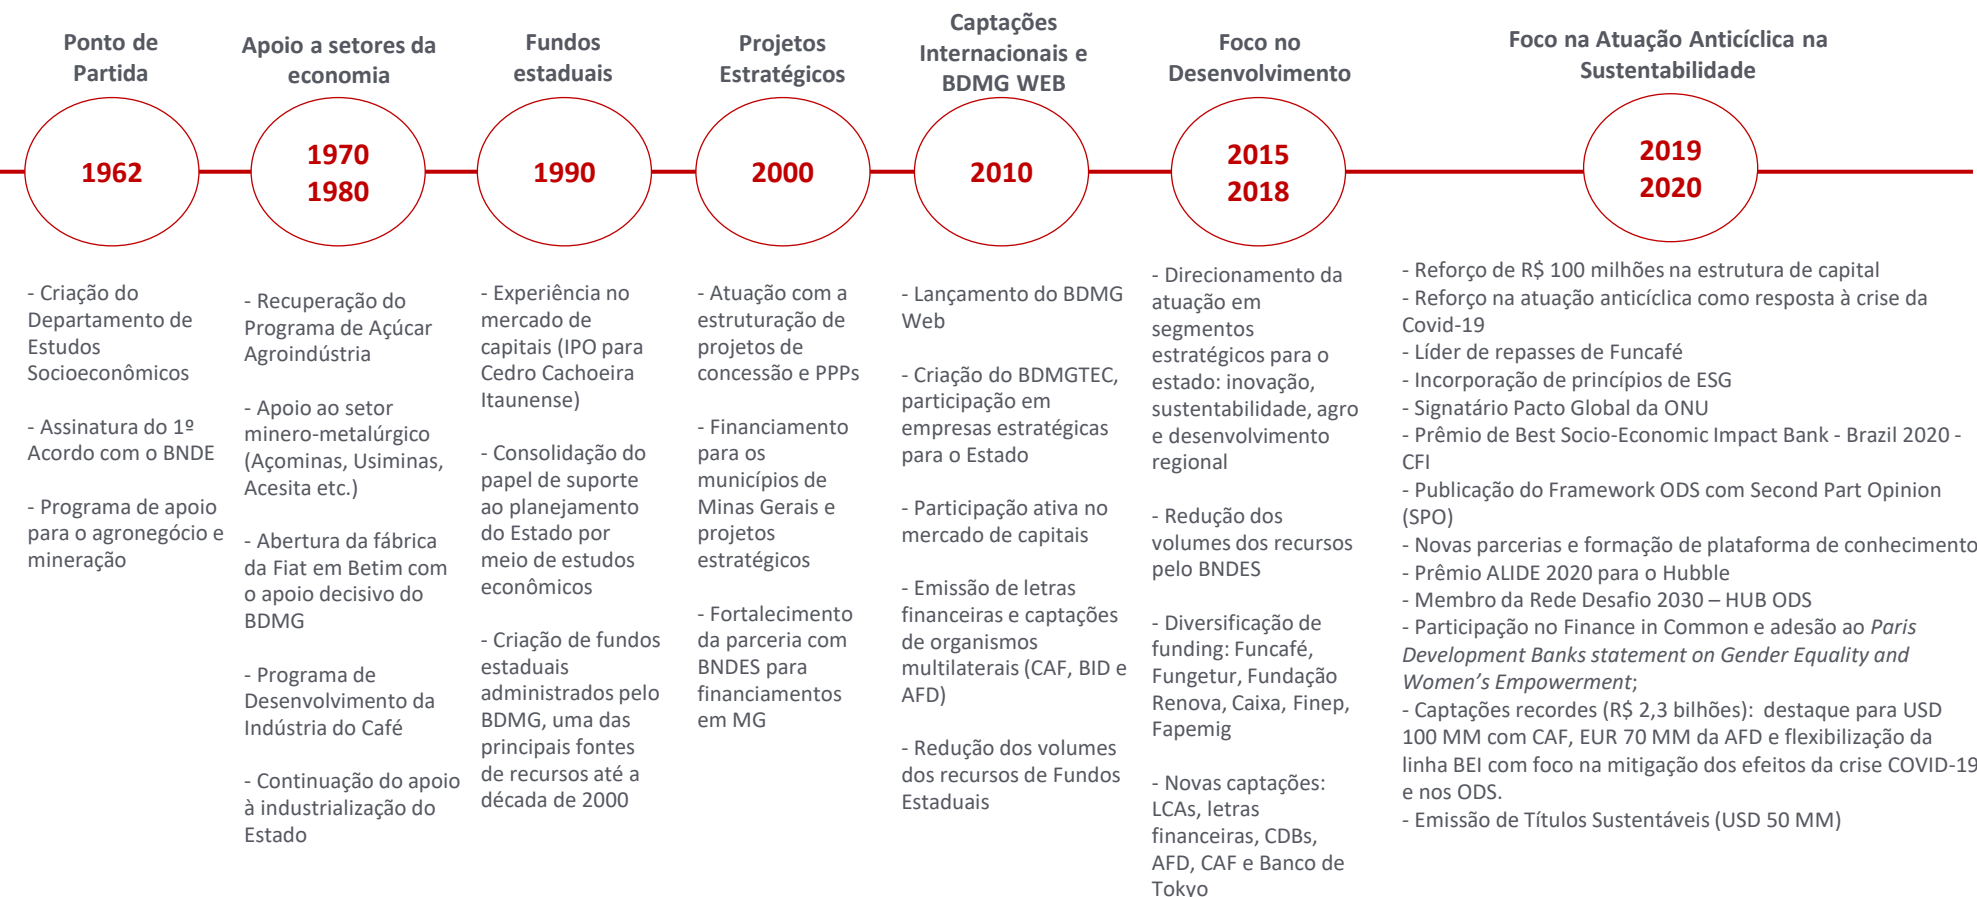 Ponto de
Partida
1962
- Criação do
Departamento de
Estudos
Socioeconômicos
- Assinatura do 1º
Acordo com o BNDE
- Programa de apoio
para o agronegócio e
mineração
Apoio a setores da
economia
1970
1980
- Recuperação do
Programa de Açúcar
Agroindústria
- Apoio ao setor
minero-metalúrgico
(Açominas, Usiminas,
Acesita etc.)
- Abertura da fábrica
da Fiat em Betim com
o apoio decisivo do
BDMG
- Programa de
Desenvolvimento da
Indústria do Café
- Continuação do apoio
à industrialização do
Estado
Fundos
estaduais
1990
- Experiência no
mercado de
capitais (IPO para
Cedro Cachoeira
Itaunense)
- Consolidação do
papel de suporte
ao planejamento
do Estado por
meio de estudos
econômicos
- Criação de fundos
estaduais
administrados pelo
BDMG, uma das
principais fontes
de recursos até a
década de 2000
Projetos
Estratégicos
2000
- Atuação com a
estruturação de
projetos de
concessão e PPPs
- Financiamento
para os
municípios de
Minas Gerais e
projetos
estratégicos
- Fortalecimento
da parceria com
BNDES para
financiamentos
em MG
Captações
Internacionais e
BDMG WEB
2010
- Lançamento do BDMG
Web
- Criação do BDMGTEC,
participação em
empresas estratégicas
para o Estado
- Participação ativa no
mercado de capitais
- Emissão de letras
financeiras e captações
de organismos
multilaterais (CAF, BID e
AFD)
- Redução dos volumes
dos recursos de Fundos
Estaduais
Foco no
Desenvolvimento
2015
2018
- Direcionamento da
atuação em
segmentos
estratégicos para o
estado: inovação,
sustentabilidade, agro
e desenvolvimento
regional
- Redução dos
volumes dos recursos
pelo BNDES
- Diversificação de
funding: Funcafé,
Fungetur, Fundação
Renova, Caixa, Finep,
Fapemig
- Novas captações:
LCAs, letras
financeiras, CDBs,
AFD, CAF e Banco de
Tokyo
Foco na Atuação Anticíclica na
Sustentabilidade
2019
2020
- Reforço de R$ 100 milhões na estrutura de capital
- Reforço na atuação anticíclica como resposta à crise da
Covid-19
- Líder de repasses de Funcafé
- Incorporação de princípios de ESG
- Signatário Pacto Global da ONU
- Prêmio de Best Socio-Economic Impact Bank - Brazil 2020 -
CFI
- Publicação do Framework ODS com Second Part Opinion
(SPO)
- Novas parcerias e formação de plataforma de conhecimento
- Prêmio ALIDE 2020 para o Hubble
- Membro da Rede Desafio 2030 – HUB ODS
- Participação no Finance in Common e adesão ao Paris
Development Banks statement on Gender Equality and
Women's Empowerment;
- Captações recordes (R$ 2,3 bilhões): destaque para USD
100 MM com CAF, EUR 70 MM da AFD e flexibilização da
linha BEI com foco na mitigação dos efeitos da crise COVID-19
e nos ODS.
- Emissão de Títulos Sustentáveis (USD 50 MM)